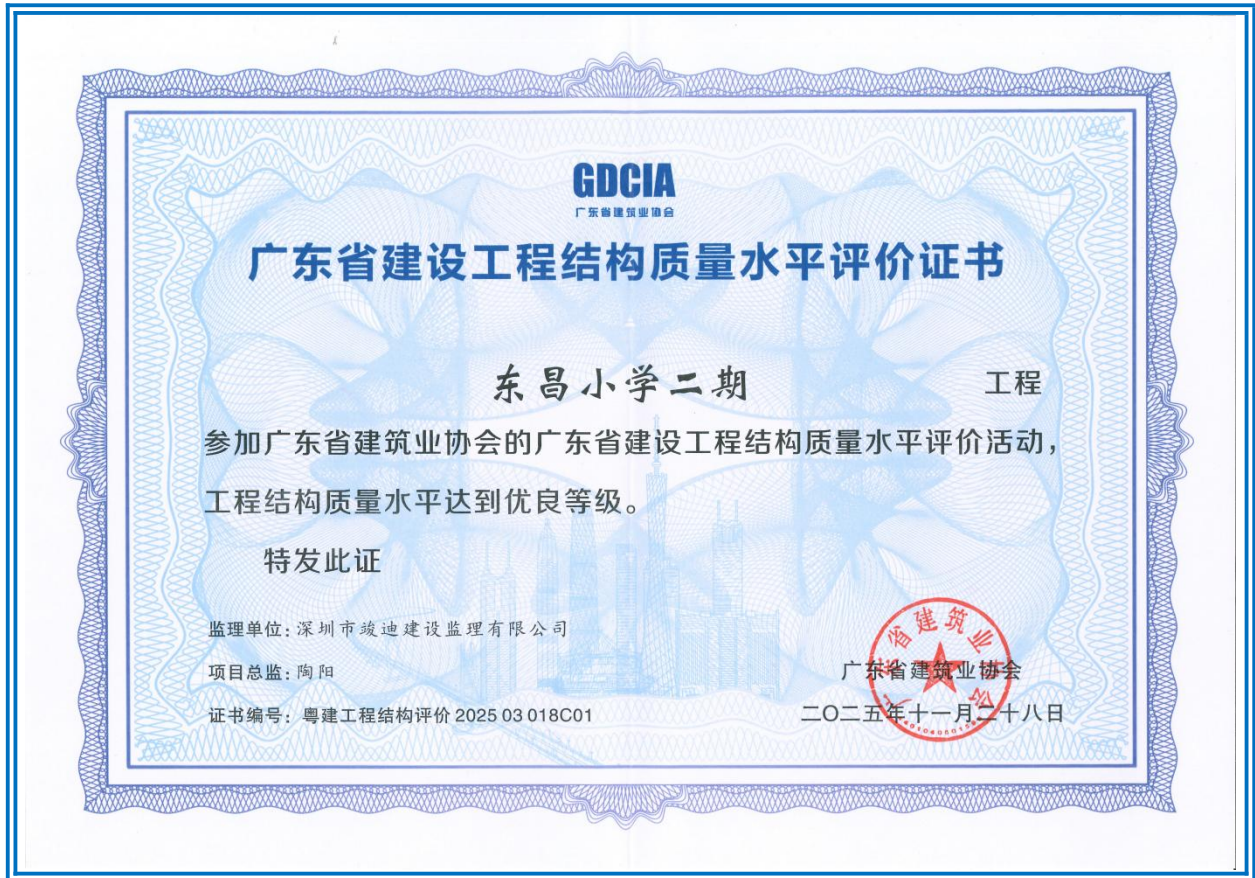 GDCIA
广东省建筑业协会
广东省建设工程结构质量水平评价证书
东昌小学二期 工程
参加广东省建筑业协会的广东省建设工程结构质量水平评价活动，
工程结构质量水平达到优良等级。
特发此证
监理单位：深圳市竣迪建设监理有限公司
项目总监：陶阳
证书编号：粤建工程结构评价 2025 03 018C01
广东省建筑业协会
二〇二五年十一月二十八日
广东省建筑业协会